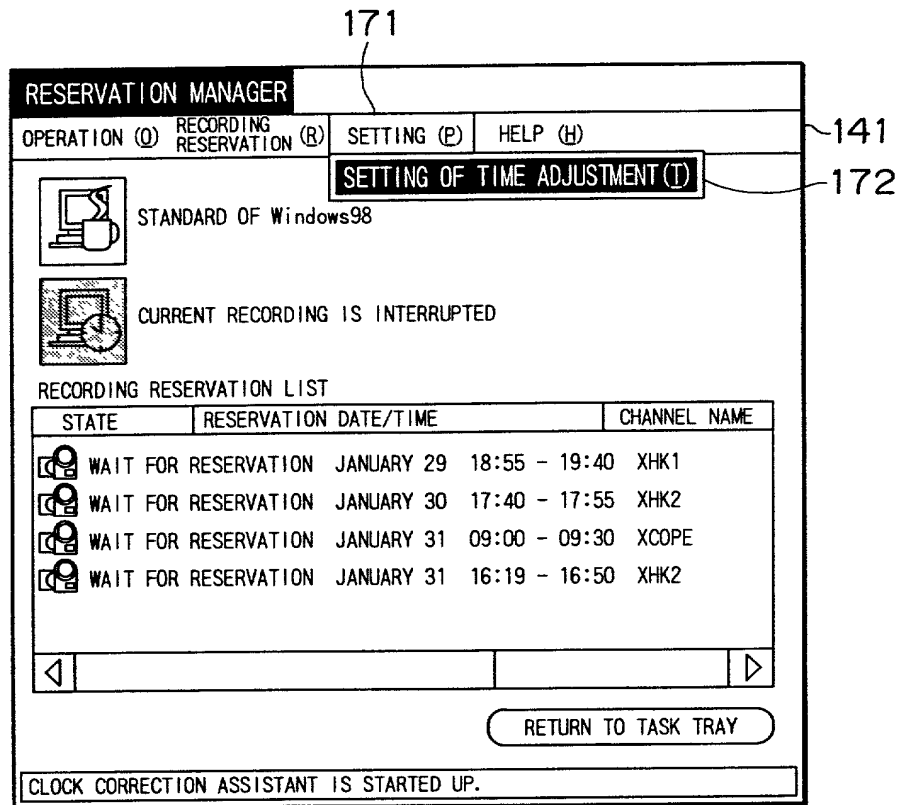 171
RESERVATION MANAGER
OPERATION (O) RECORDING RESERVATION (R) SETTING (P) HELP (H)
141
SETTING OF TIME ADJUSTMENT(T)
172
STANDARD OF Windows98
CURRENT RECORDING IS INTERRUPTED
RECORDING RESERVATION LIST
STATE RESERVATION DATE/TIME CHANNEL NAME
WAIT FOR RESERVATION JANUARY 29 18:55 - 19:40 XHK1
WAIT FOR RESERVATION JANUARY 30 17:40 - 17:55 XHK2
WAIT FOR RESERVATION JANUARY 31 09:00 - 09:30 XCOPE
WAIT FOR RESERVATION JANUARY 31 16:19 - 16:50 XHK2
RETURN TO TASK TRAY
CLOCK CORRECTION ASSISTANT IS STARTED UP.